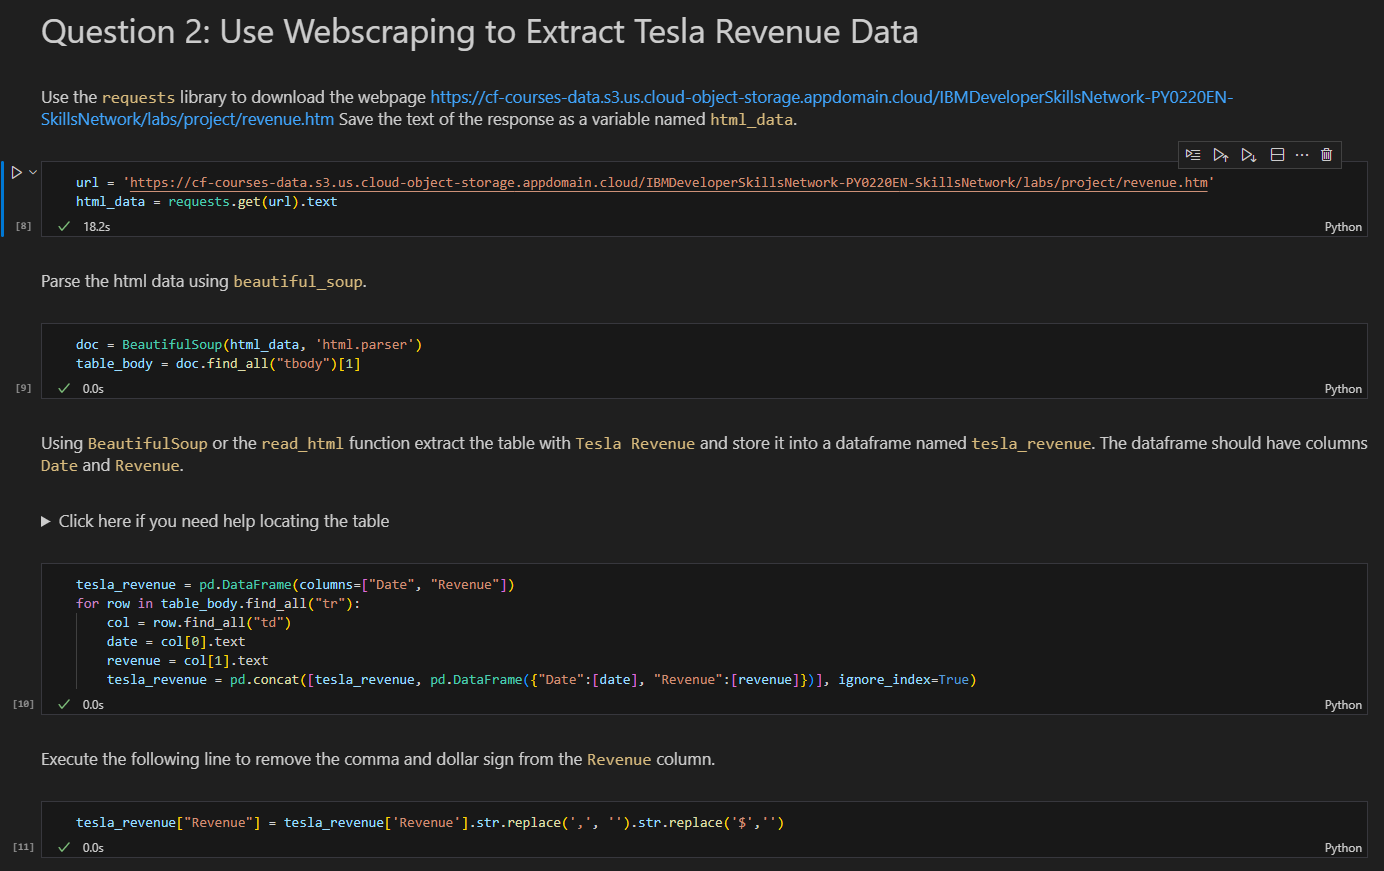 Question 2: Use Webscraping to Extract Tesla Revenue Data
Use the requests library to download the webpage https://cf-courses-data.s3.us.cloud-object-storage.appdomain.cloud/IBMDeveloperSkillsNetwork-PY0220EN-
SkillsNetwork/labs/project/revenue.htm Save the text of the response as a variable named html_data.
url = 'https://cf-courses-data.s3.us.cloud-object-storage.appdomain.cloud/IBMDeveloperSkillsNetwork-PY0220EN-SkillsNetwork/labs/project/revenue.htm'
html_data = requests.get(url).text
[8] 18.2s Python
Parse the html data using beautiful_soup.
doc = BeautifulSoup(html_data, 'html.parser')
table_body = doc.find_all("tbody")[1]
[9] 0.0s Python
Using BeautifulSoup or the read_html function extract the table with Tesla Revenue and store it into a dataframe named tesla_revenue. The dataframe should have columns
Date and Revenue.
Click here if you need help locating the table
tesla_revenue = pd.DataFrame(columns=["Date", "Revenue"])
for row in table_body.find_all("tr"):
    col = row.find_all("td")
    date = col[0].text
    revenue = col[1].text
    tesla_revenue = pd.concat([tesla_revenue, pd.DataFrame({"Date":[date], "Revenue":[revenue]})], ignore_index=True)
[10] 0.0s Python
Execute the following line to remove the comma and dollar sign from the Revenue column.
tesla_revenue["Revenue"] = tesla_revenue['Revenue'].str.replace(',', '').str.replace('$','')
[11] 0.0s Python